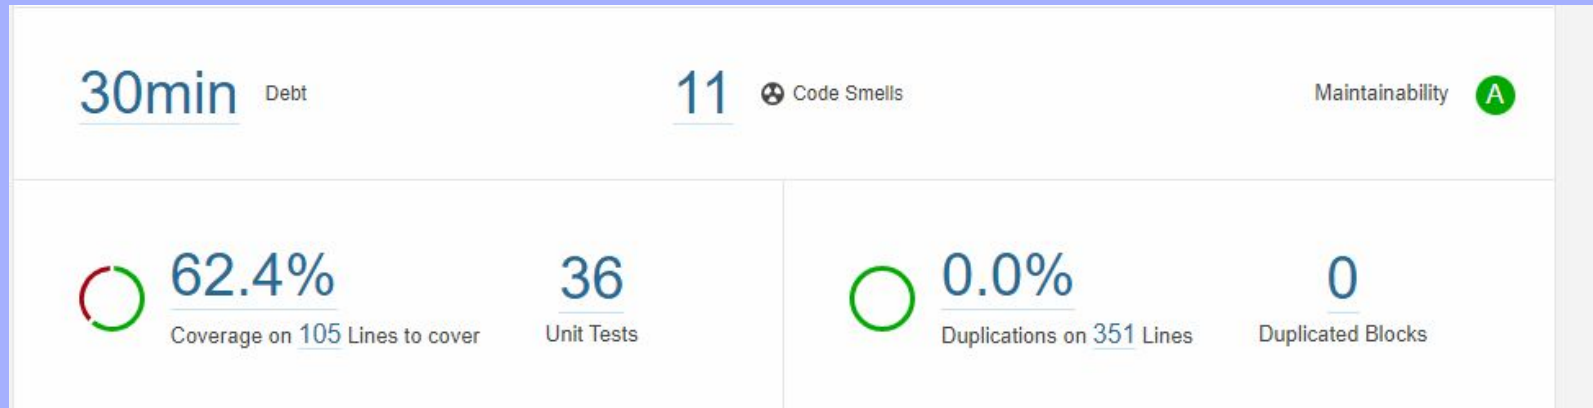 30min Debt 11 Code Smells Maintainability A
62.4% 36 0.0% 0
Coverage on 105 Lines to cover Unit Tests Duplications on 351 Lines Duplicated Blocks